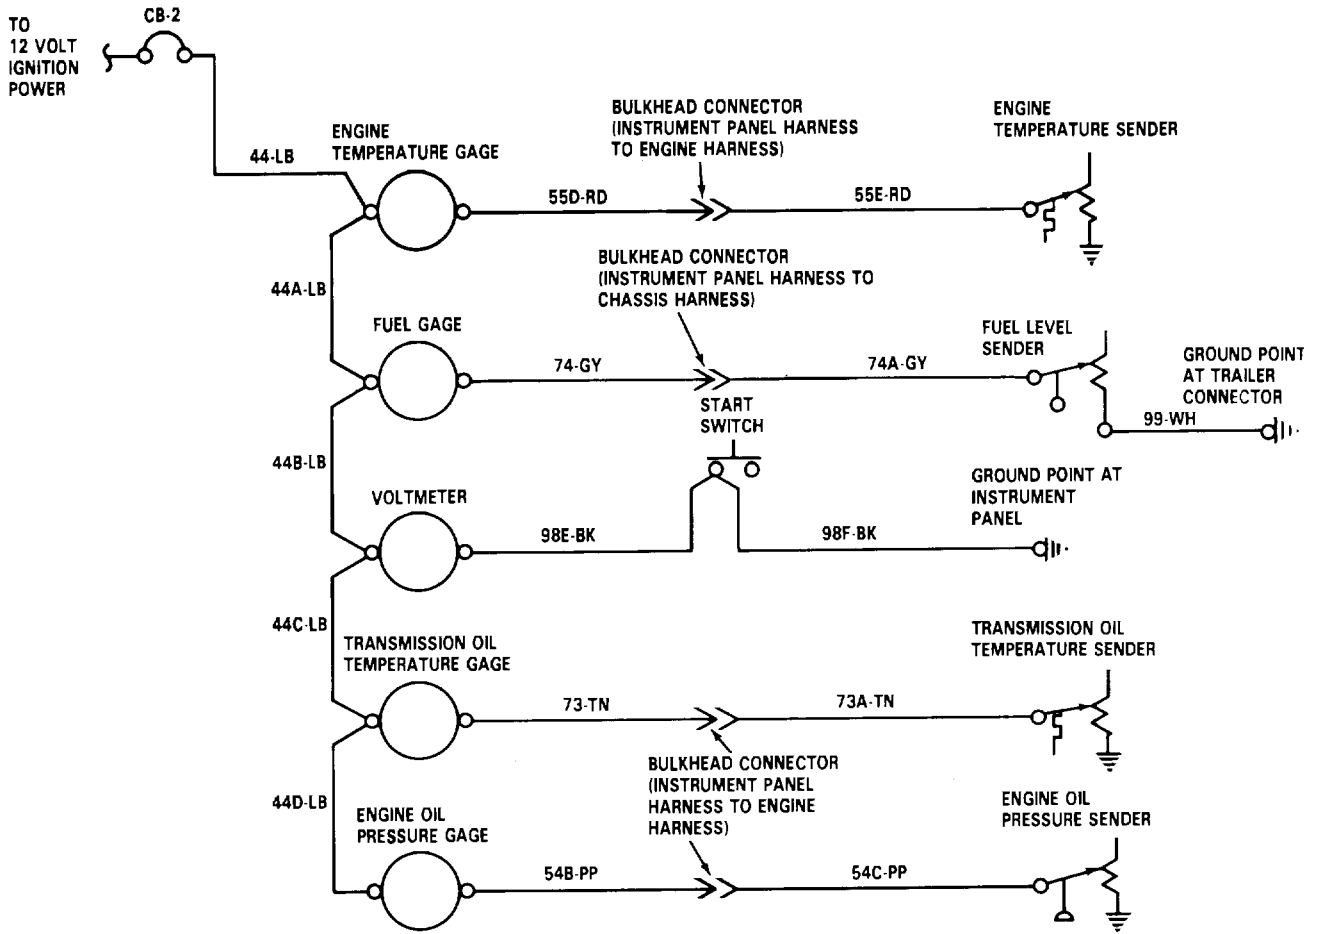 TO
12 VOLT
IGNITION
POWER
CB-2
44-LB
ENGINE
TEMPERATURE GAGE
55D-RD
BULKHEAD CONNECTOR
(INSTRUMENT PANEL HARNESS
TO ENGINE HARNESS)
55E-RD
ENGINE
TEMPERATURE SENDER
44A-LB
FUEL GAGE
74-GY
BULKHEAD CONNECTOR
(INSTRUMENT PANEL HARNESS TO
CHASSIS HARNESS)
74A-GY
FUEL LEVEL
SENDER
99-WH
GROUND POINT
AT TRAILER
CONNECTOR
44B-LB
VOLTMETER
98E-BK
START
SWITCH
98F-BK
GROUND POINT AT
INSTRUMENT
PANEL
44C-LB
TRANSMISSION OIL
TEMPERATURE GAGE
73-TN
73A-TN
TRANSMISSION OIL
TEMPERATURE SENDER
BULKHEAD CONNECTOR
(INSTRUMENT PANEL
HARNESS TO ENGINE
HARNESS)
44D-LB
ENGINE OIL
PRESSURE GAGE
54B-PP
54C-PP
ENGINE OIL
PRESSURE SENDER